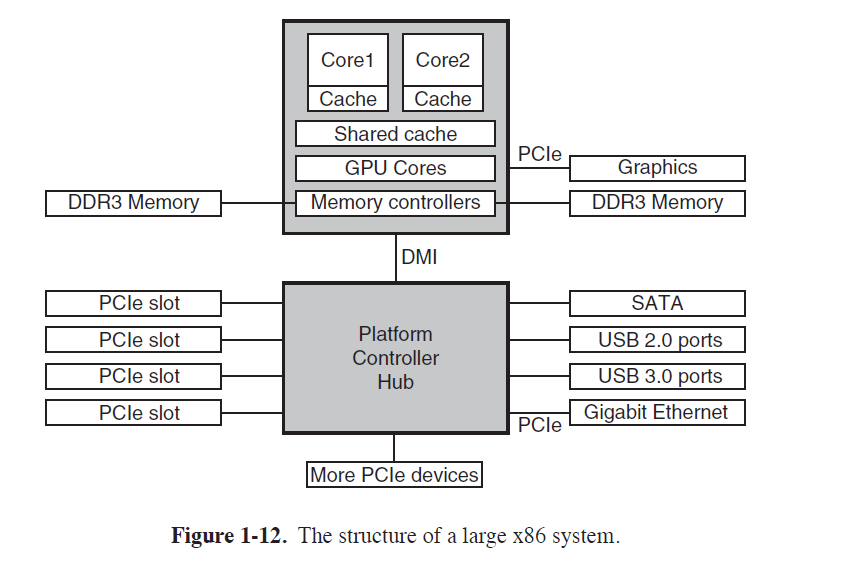 Core1
Core2
Cache
Cache
Shared cache
GPU Cores
PCIe
Graphics
DDR3 Memory
Memory controllers
DDR3 Memory
DMI
PCIe slot
PCIe slot
PCIe slot
PCIe slot
Platform
Controller
Hub
SATA
USB 2.0 ports
USB 3.0 ports
Gigabit Ethernet
PCIe
More PCIe devices
Figure 1-12. The structure of a large x86 system.